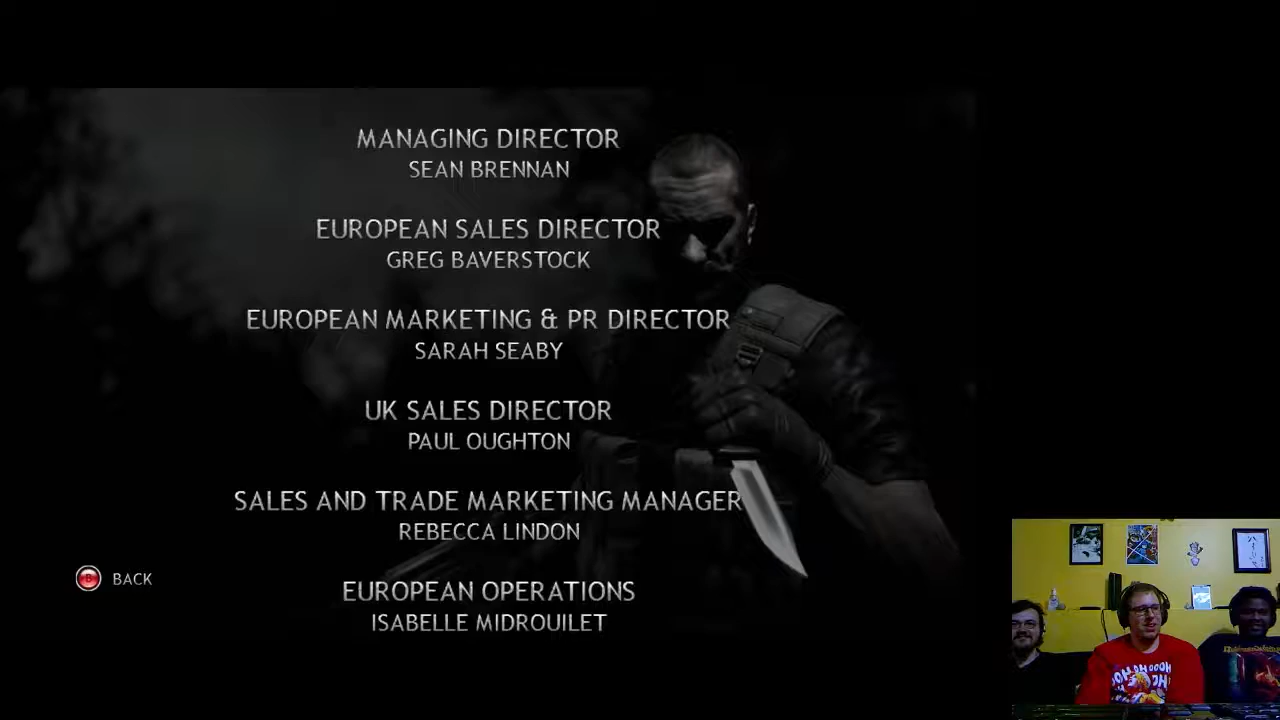 MANAGING DIRECTOR
SEAN BRENNAN
EUROPEAN SALES DIRECTOR
GREG BAVERSTOCK
EUROPEAN MARKETING & PR DIRECTOR
SARAH SEABY
UK SALES DIRECTOR
PAUL OUGHTON
SALES AND TRADE MARKETING MANAGER
REBECCA LINDON
EUROPEAN OPERATIONS
ISABELLE MIDROUILET
B BACK